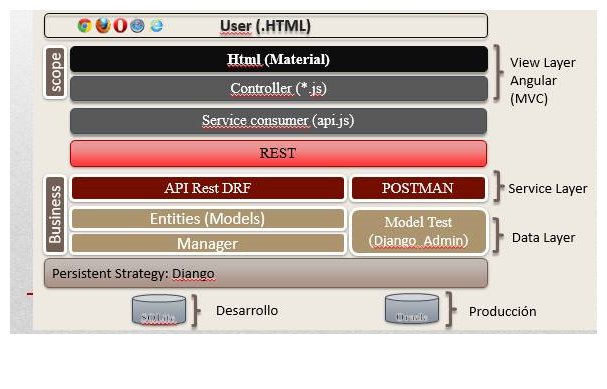 User (.HTML)
scope
Html (Material)
Controller (*.js)
View Layer
Angular
(MVC)
Service consumer (api.js)
REST
Business
API Rest DRF
POSTMAN
Service Layer
Entities (Models)
Manager
Model Test
(Django_Admin)
Data Layer
Persistent Strategy: Django
SQLite
Desarrollo
Oracle
Producción